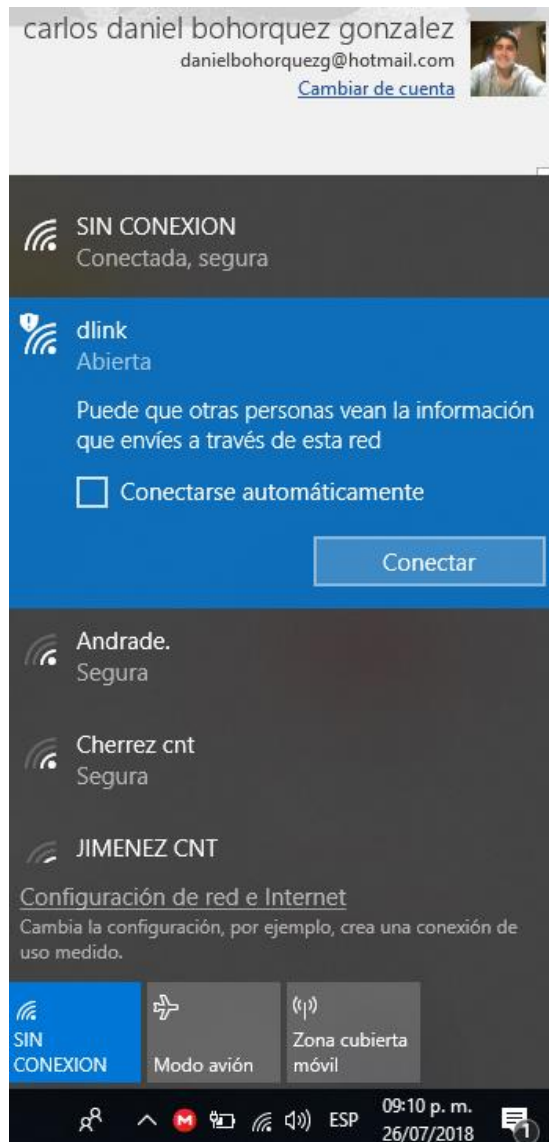 carlos daniel bohorquez gonzalez
danielbohorquezg@hotmail.com
Cambiar de cuenta
SIN CONEXION
Conectada, segura
dlink
Abierta
Puede que otras personas vean la información
que envíes a través de esta red
Conectarse automáticamente
Conectar
Andrade.
Segura
Cherrez cnt
Segura
JIMENEZ CNT
Configuración de red e Internet
Cambia la configuración, por ejemplo, crea una conexión de
uso medido.
SIN
CONEXION
Modo avión
Zona cubierta
móvil
ESP
09:10 p. m.
26/07/2018
1